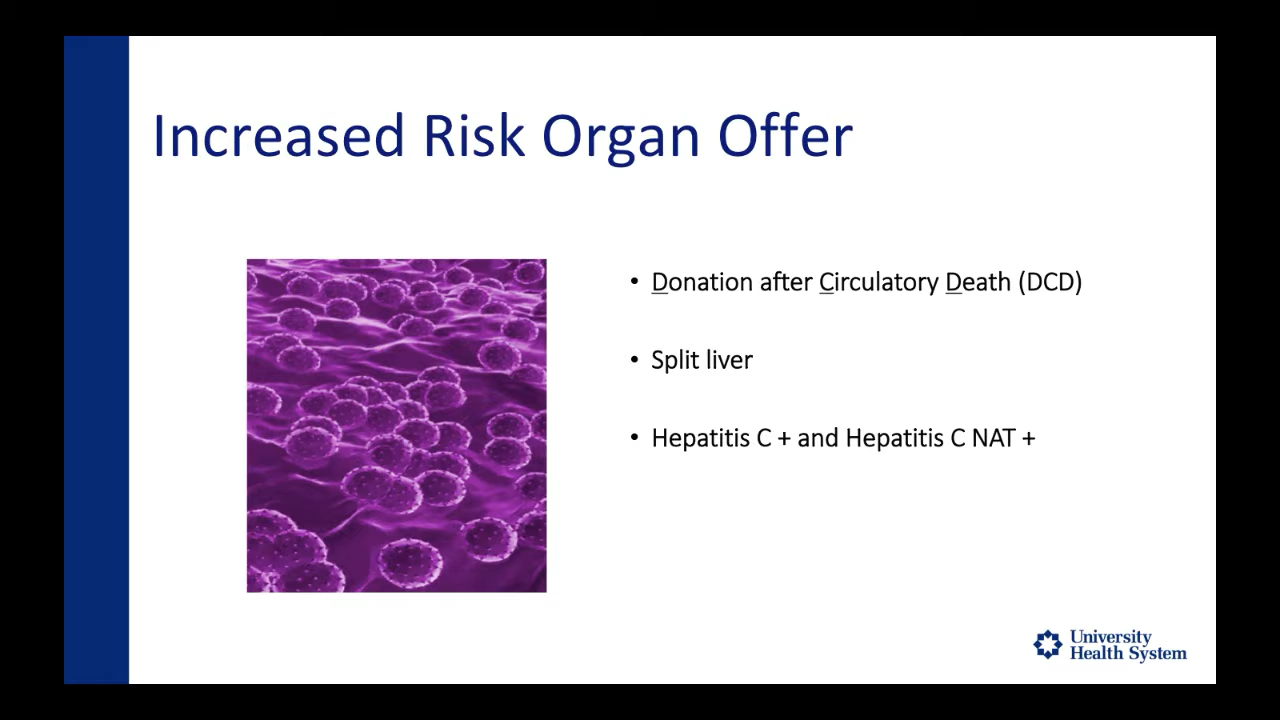 Increased Risk Organ Offer
• Donation after Circulatory Death (DCD)
• Split liver
• Hepatitis C + and Hepatitis C NAT +
University
Health System